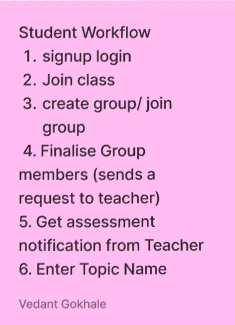 Student Workflow
1. signup login
2. Join class
3. create group/ join
group
4. Finalise Group
members (sends a
request to teacher)
5. Get assessment
notification from Teacher
6. Enter Topic Name
Vedant Gokhale